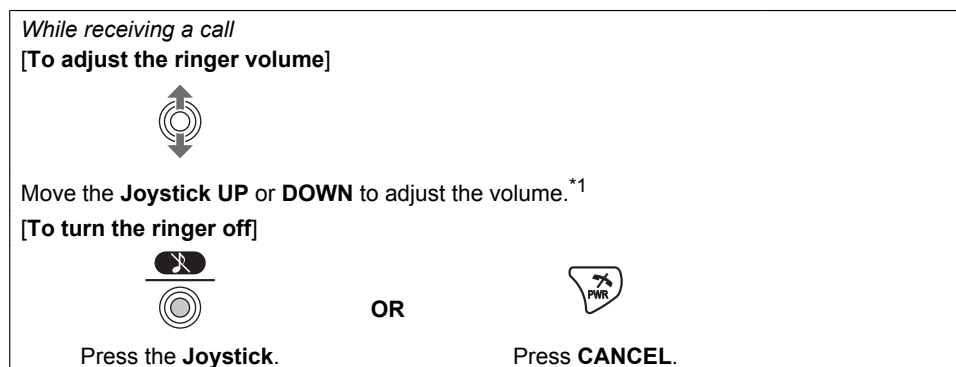 While receiving a call
[To adjust the ringer volume]
Move the Joystick UP or DOWN to adjust the volume.*1
[To turn the ringer off]
OR
PWR
Press the Joystick.
Press CANCEL.